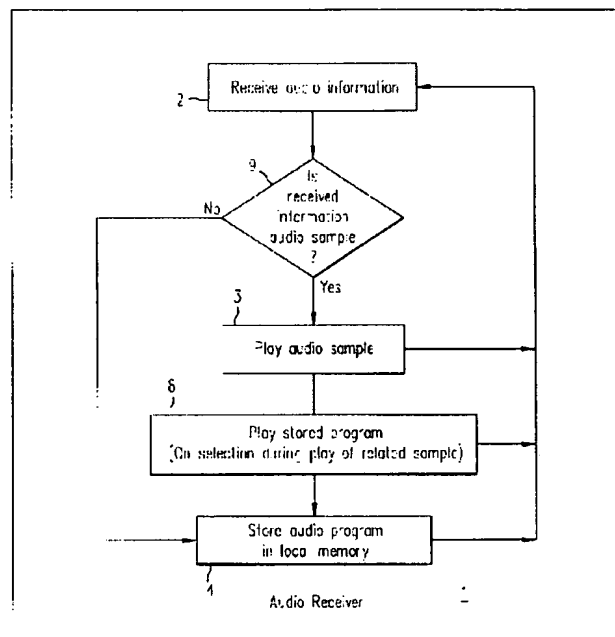 Receive audio information
2
9
Is
received
information
audio sample
?
No
Yes
3
Play audio sample
8
Play stored program
(On selection during play of related sample)
Store audio program
in local memory
4
Audio Receiver